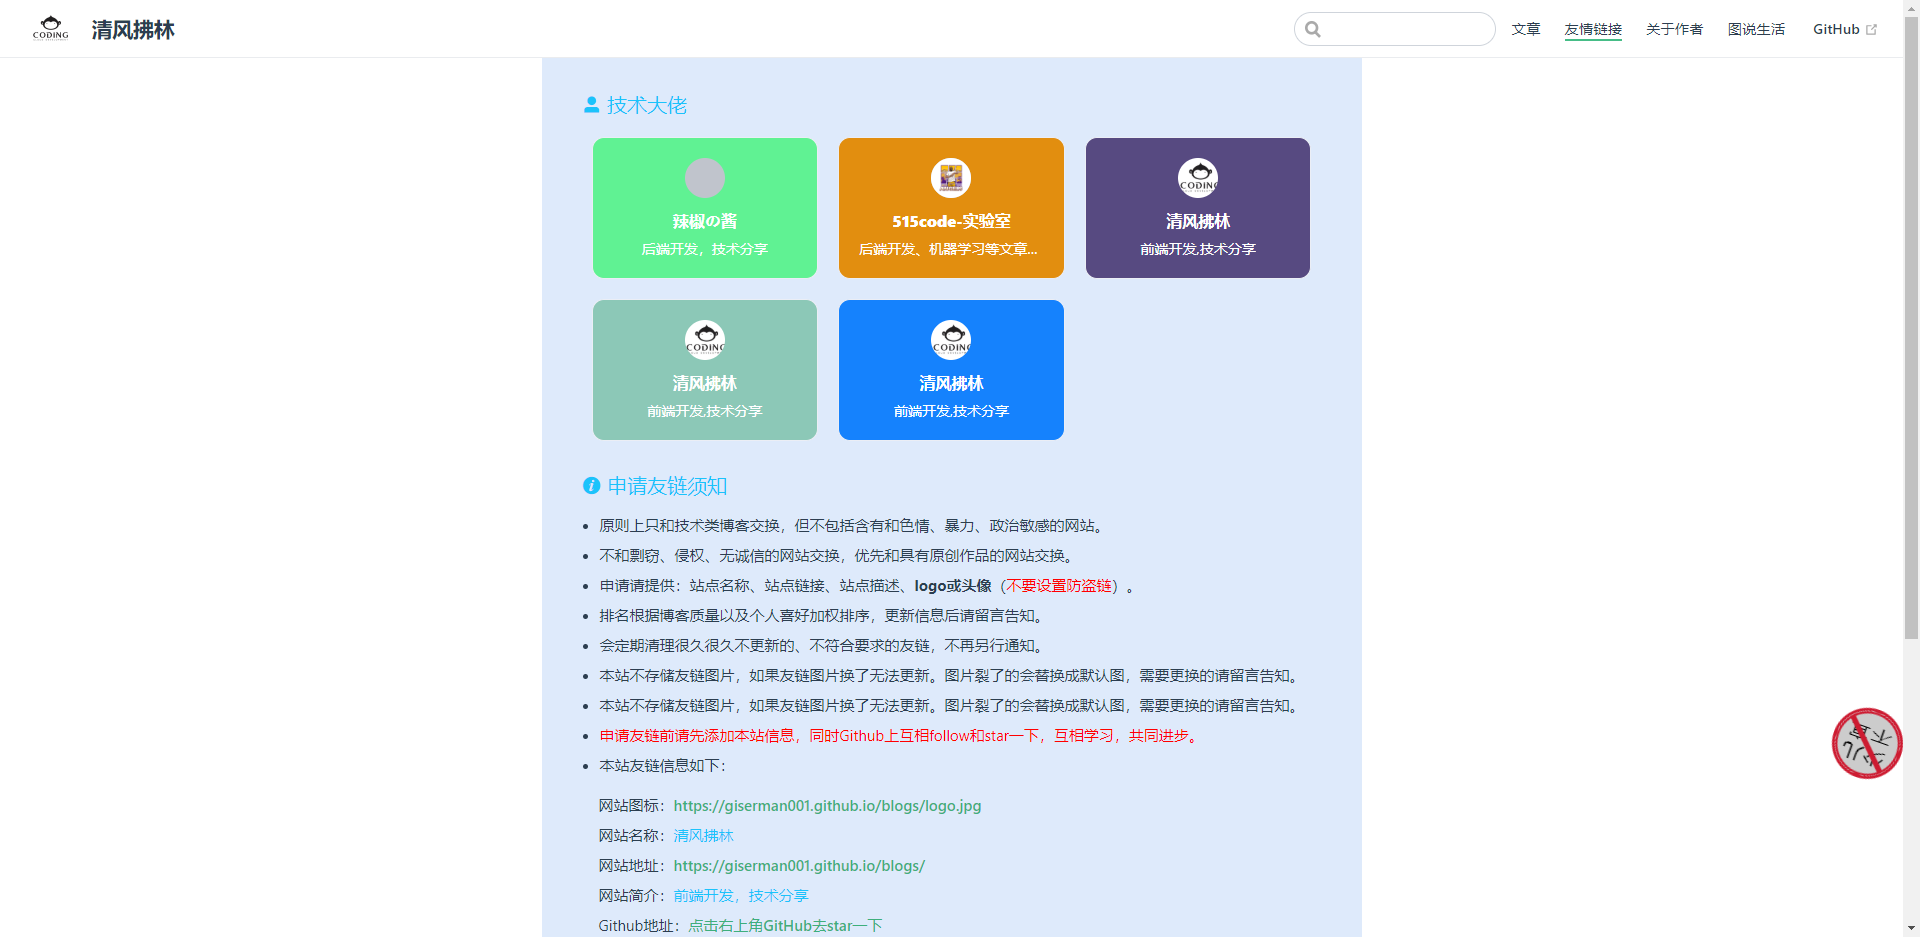 CODING
清风拂林
文章
友情链接
关于作者
图说生活
GitHub
技术大佬
辣椒の酱
后端开发，技术分享
515code-实验室
后端开发、机器学习等文章...
CODING
清风拂林
前端开发,技术分享
CODING
清风拂林
前端开发,技术分享
CODING
清风拂林
前端开发,技术分享
申请友链须知
原则上只和技术类博客交换，但不包括含有和色情、暴力、政治敏感的网站。
不和剽窃、侵权、无诚信的网站交换，优先和具有原创作品的网站交换。
申请请提供：站点名称、站点链接、站点描述、logo或头像（不要设置防盗链）。
排名根据博客质量以及个人喜好加权排序，更新信息后请留言告知。
会定期清理很久很久不更新的、不符合要求的友链，不再另行通知。
本站不存储友链图片，如果友链图片换了无法更新。图片裂了的会替换成默认图，需要更换的请留言告知。
本站不存储友链图片，如果友链图片换了无法更新。图片裂了的会替换成默认图，需要更换的请留言告知。
申请友链前请先添加本站信息，同时Github上互相follow和star一下，互相学习，共同进步。
本站友链信息如下：
网站图标：https://giserman001.github.io/blogs/logo.jpg
网站名称：清风拂林
网站地址：https://giserman001.github.io/blogs/
网站简介：前端开发，技术分享
Github地址：点击右上角GitHub去star一下